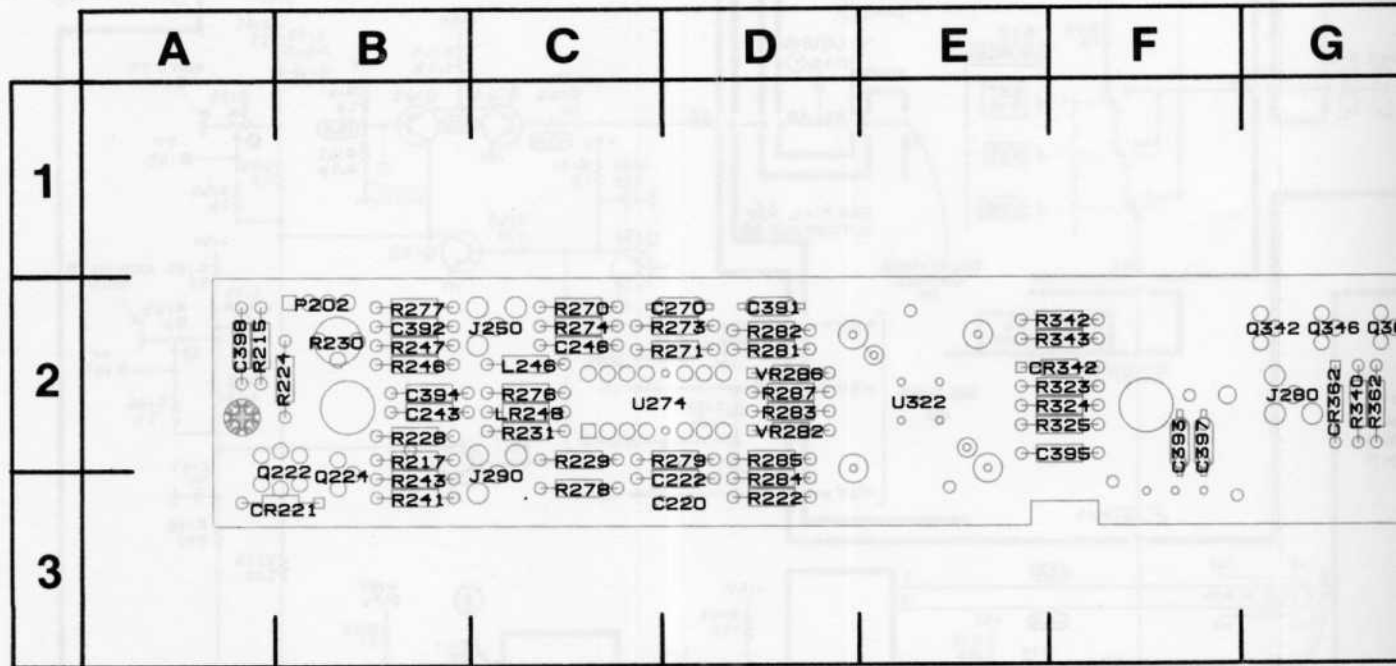 A B C D E F G
1
P202 R277 R270 C270 C391 R342
C392 J250 R274 R273 R282 R343 Q342 Q346
C398 R215 R230 R247 C246 R271 R281
R224 R246 L246 VR286 CR342
2
C394 R276 R287 R323 J280 CR362 R340 R362
C243 LR248 U274 R283 U322 R324
R228 R231 VR282 R325 C393 C397
Q222 Q224 R217 J290 R229 R279 R285 C395
R243 R278 C222 R284
CR221 R241 C220 R222
3